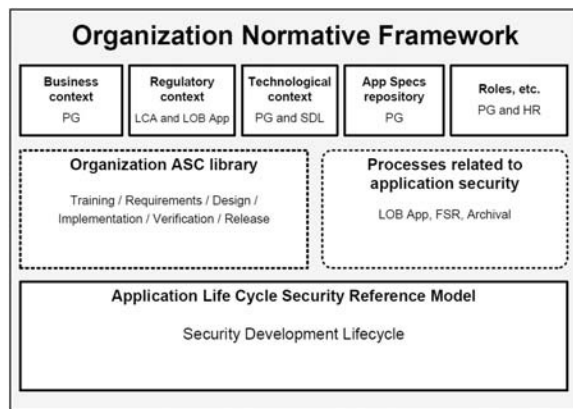 Organization Normative Framework
Business
context
PG
Regulatory
context
LCA and LOB App
Technological
context
PG and SDL
App Specs
repository
PG
Roles, etc.
PG and HR
Organization ASC library
Training / Requirements / Design /
Implementation / Verification / Release
Processes related to
application security
LOB App, FSR, Archival
Application Life Cycle Security Reference Model
Security Development Lifecycle